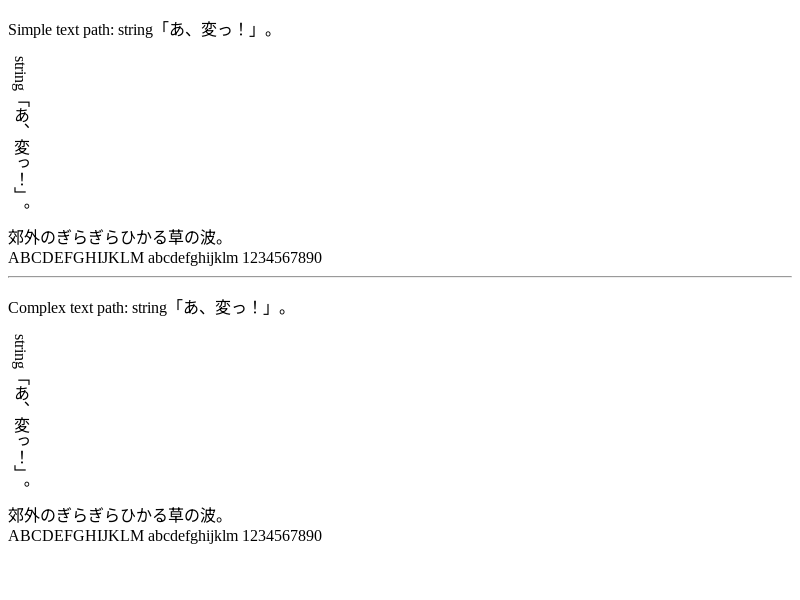 Simple text path: string「あ、変っ！」。
string「あ、変っ！」。
郊外のぎらぎらひかる草の波。
ABCDEFGHIJKLM abcdefghijklm 1234567890
Complex text path: string「あ、変っ！」。
string「あ、変っ！」。
郊外のぎらぎらひかる草の波。
ABCDEFGHIJKLM abcdefghijklm 1234567890